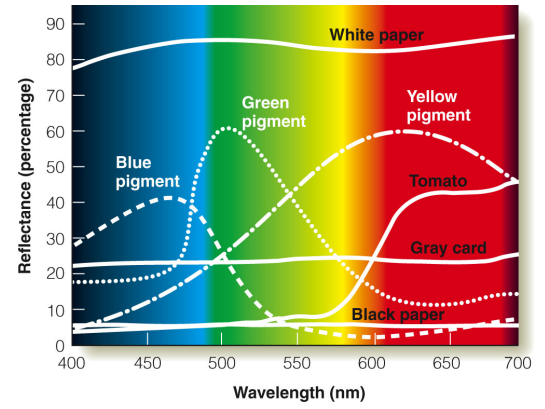 Reflectance (percentage)
90
80
70
60
50
40
30
20
10
0
White paper
Green
pigment
Yellow
pigment
Blue
pigment
Tomato
Gray card
Black paper
400
450
500
550
600
650
700
Wavelength (nm)